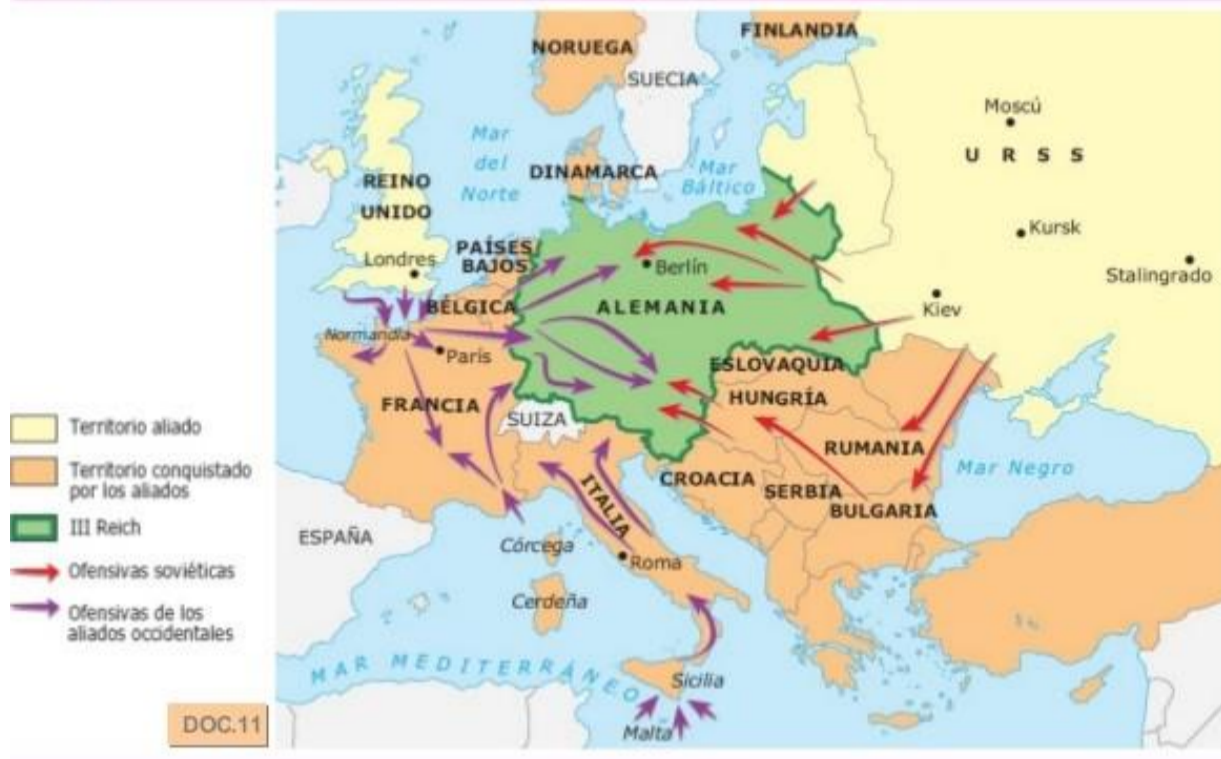 NORUEGA
FINLANDIA
SUECIA
Moscú
U R S S
Mar
del
Norte
DINAMARCA
Mar
Báltico
REINO
UNIDO
Kursk
PAÍSES
BAJOS
Londres
Berlín
Stalingrado
BÉLGICA
ALEMANIA
Kiev
Normandía
París
ESLOVAQUIA
HUNGRÍA
FRANCIA
SUIZA
RUMANIA
Mar Negro
CROACIA
SERBIA
BULGARIA
ITALIA
ESPAÑA
Córcega
Roma
Cerdeña
MAR MEDITERRÁNEO
Sicilia
Malta
Territorio aliado
Territorio conquistado
por los aliados
III Reich
Ofensivas soviéticas
Ofensivas de los
aliados occidentales
DOC.11